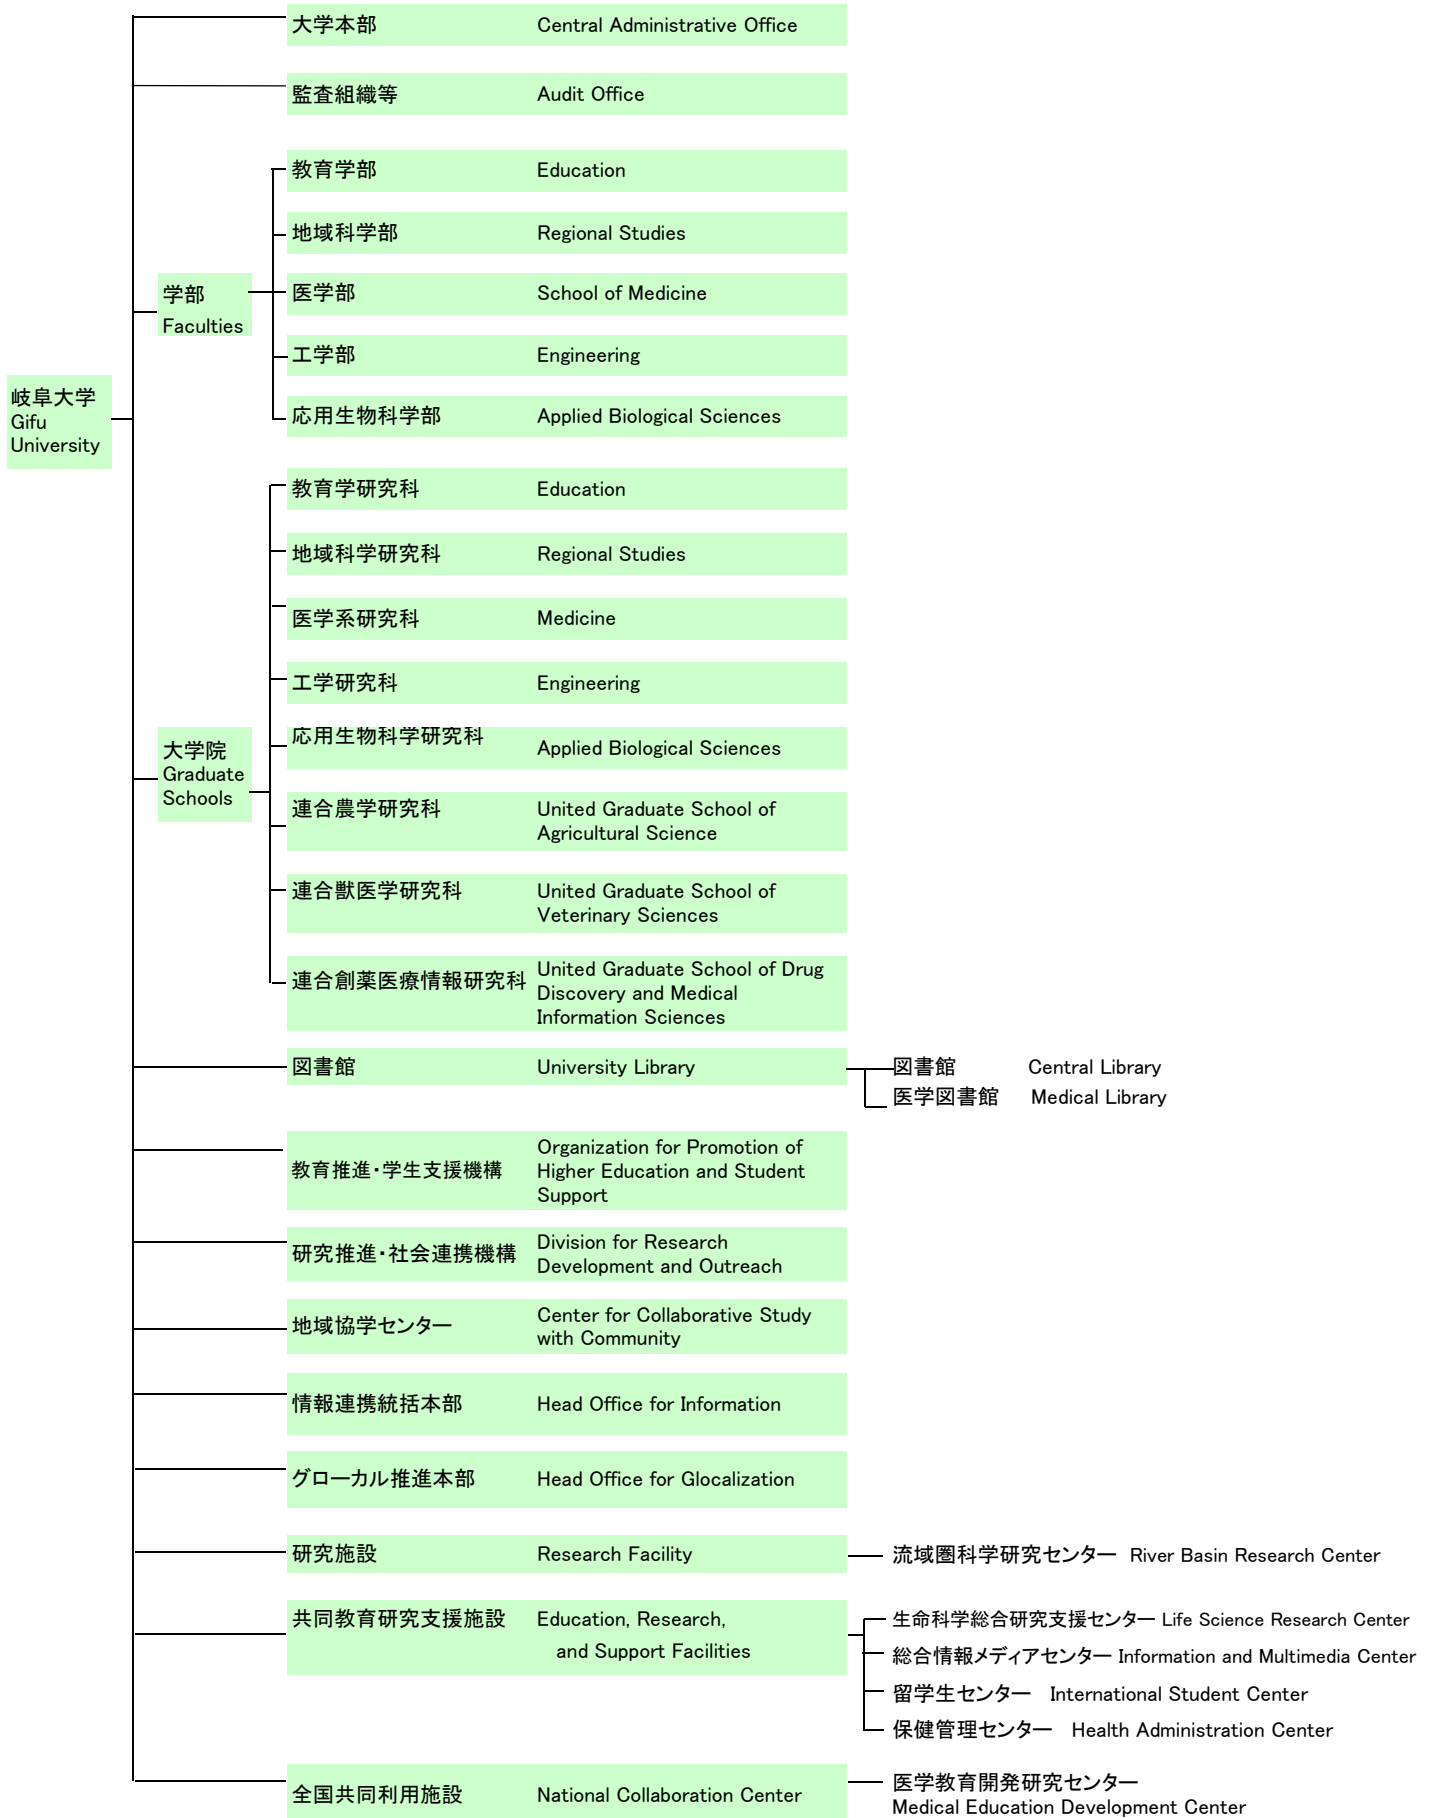 大学本部 Central Administrative Office
監査組織等 Audit Office
教育学部 Education
地域科学部 Regional Studies
学部
Faculties
医学部 School of Medicine
工学部 Engineering
応用生物科学部 Applied Biological Sciences
岐阜大学
Gifu
University
教育学研究科 Education
地域科学研究科 Regional Studies
医学系研究科 Medicine
工学研究科 Engineering
大学院
Graduate
Schools
応用生物科学研究科 Applied Biological Sciences
連合農学研究科 United Graduate School of
Agricultural Science
連合獣医学研究科 United Graduate School of
Veterinary Sciences
連合創薬医療情報研究科 United Graduate School of Drug
Discovery and Medical
Information Sciences
図書館 University Library 図書館 Central Library
医学図書館 Medical Library
教育推進・学生支援機構 Organization for Promotion of
Higher Education and Student
Support
研究推進・社会連携機構 Division for Research
Development and Outreach
地域協学センター Center for Collaborative Study
with Community
情報連携統括本部 Head Office for Information
グローカル推進本部 Head Office for Glocalization
研究施設 Research Facility 流域圏科学研究センター River Basin Research Center
共同教育研究支援施設 Education, Research,
and Support Facilities
生命科学総合研究支援センター Life Science Research Center
総合情報メディアセンター Information and Multimedia Center
留学生センター International Student Center
保健管理センター Health Administration Center
全国共同利用施設 National Collaboration Center 医学教育開発研究センター
Medical Education Development Center